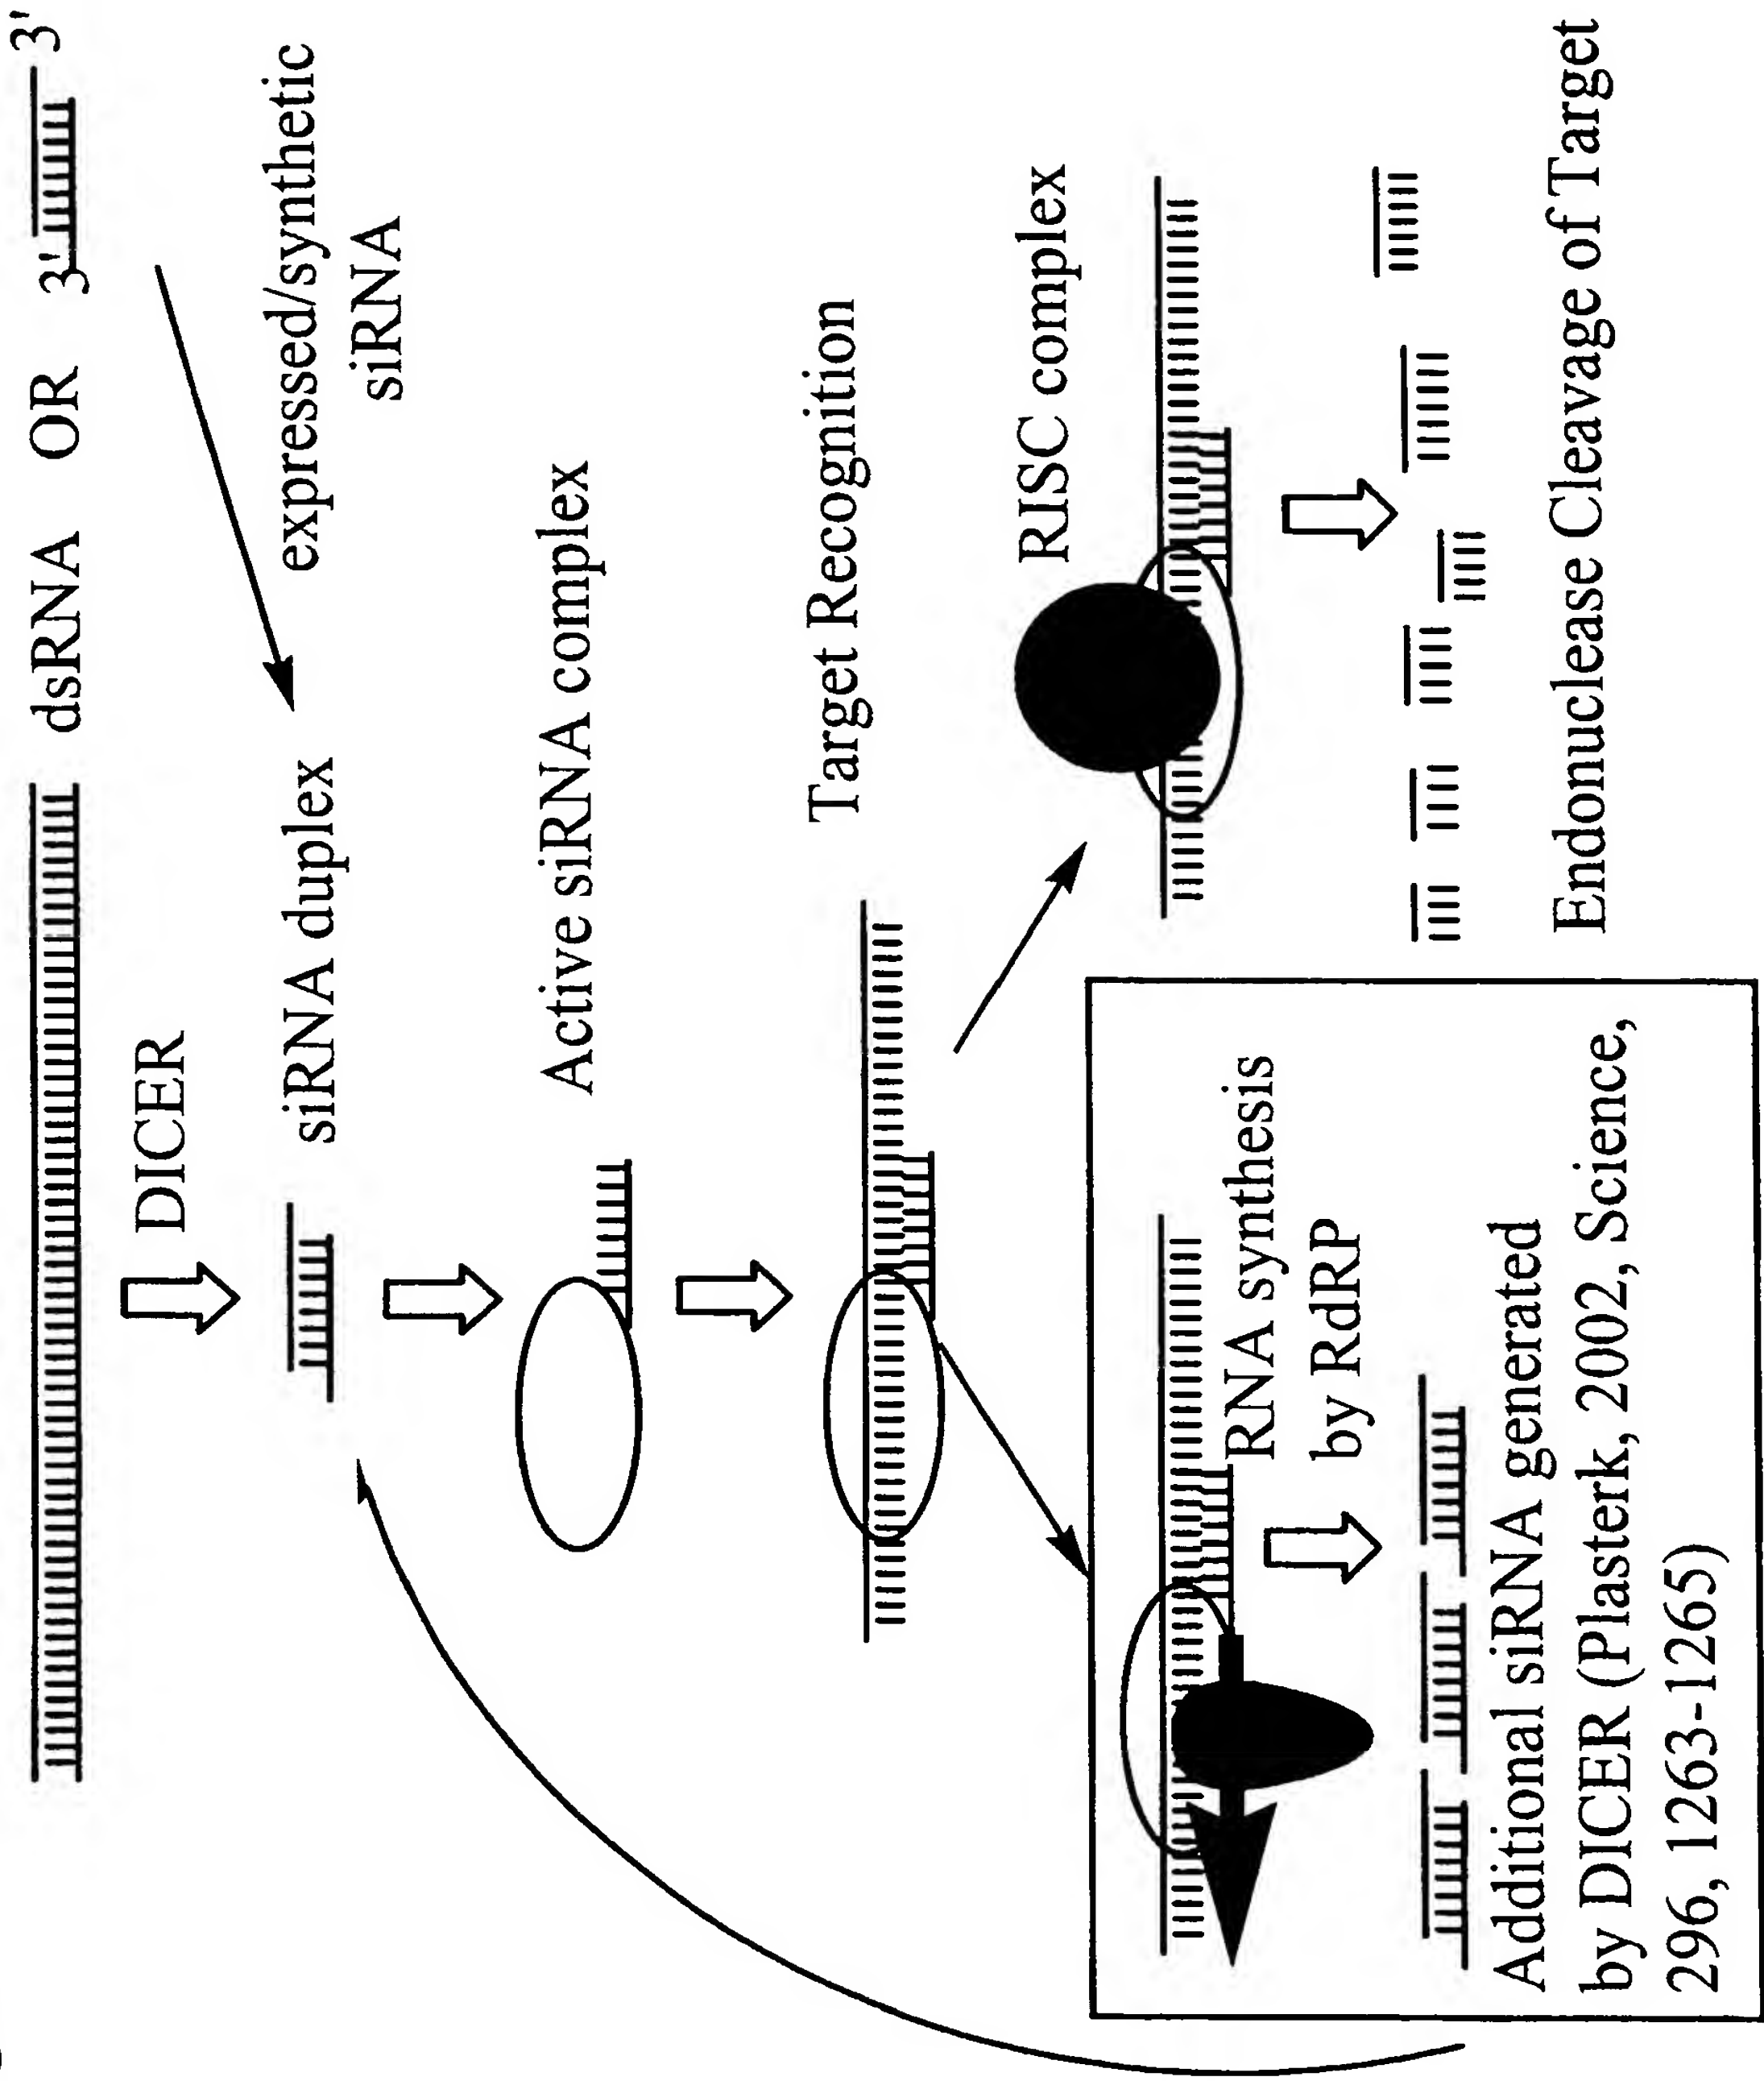 dsRNA OR 3' 3'
DICER
expressed/synthetic
siRNA
siRNA duplex
Active siRNA complex
Target Recognition
RISC complex
RNA synthesis
by RdRP
Additional siRNA generated
by DICER (Plasterk, 2002, Science,
296, 1263-1265)
Endonuclease Cleavage of Target